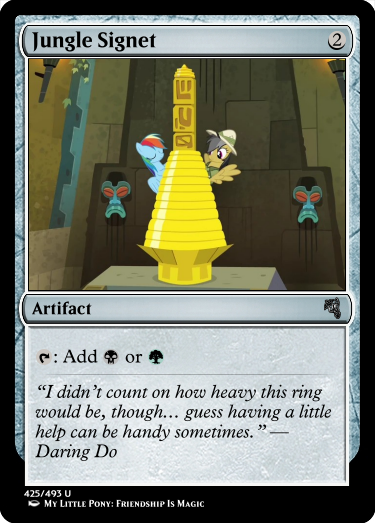 Jungle Signet 2
Artifact
: Add or
“I didn’t count on how heavy this ring
would be, though… guess having a little
help can be handy sometimes.” —
Daring Do
425/493 U
My Little Pony: Friendship Is Magic